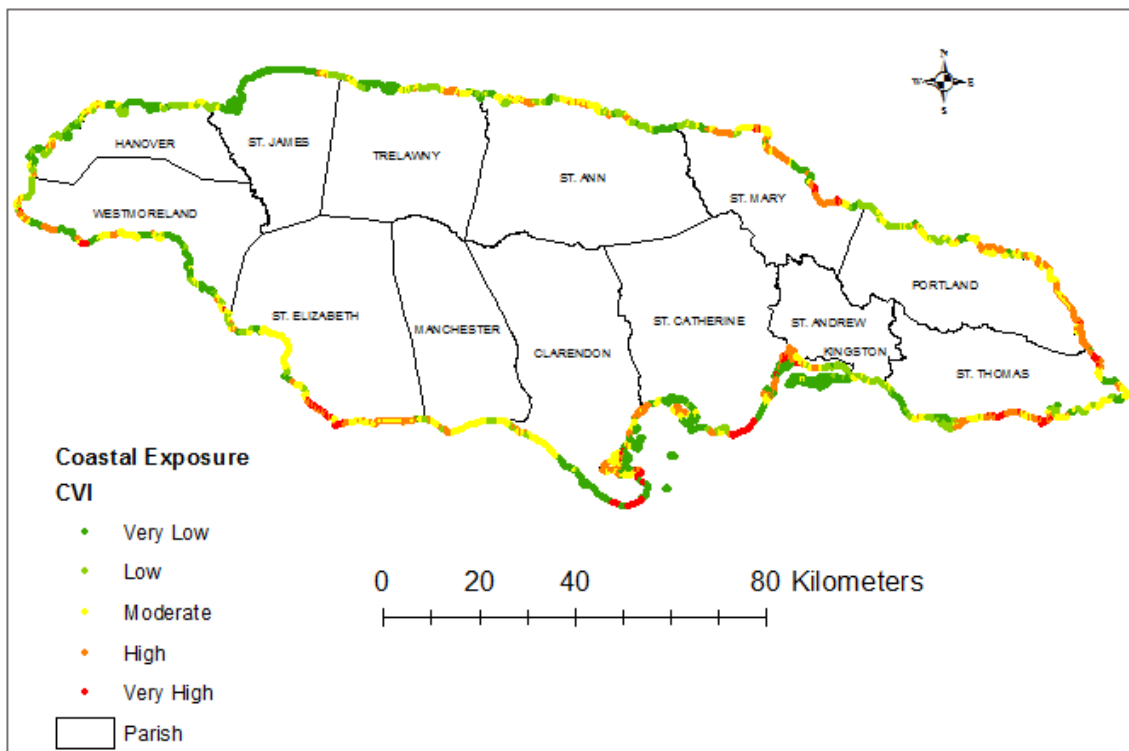 N
W E
S
HANOVER
ST. JAMES
TRELAWNY
ST. ANN
WESTMORELAND
ST. MARY
PORTLAND
ST. ELIZABETH
MANCHESTER
CLARENDON
ST. CATHERINE
ST. ANDREW
KINGSTON
ST. THOMAS
Coastal Exposure
CVI
Very Low
Low
Moderate
High
Very High
Parish
0 20 40 80 Kilometers